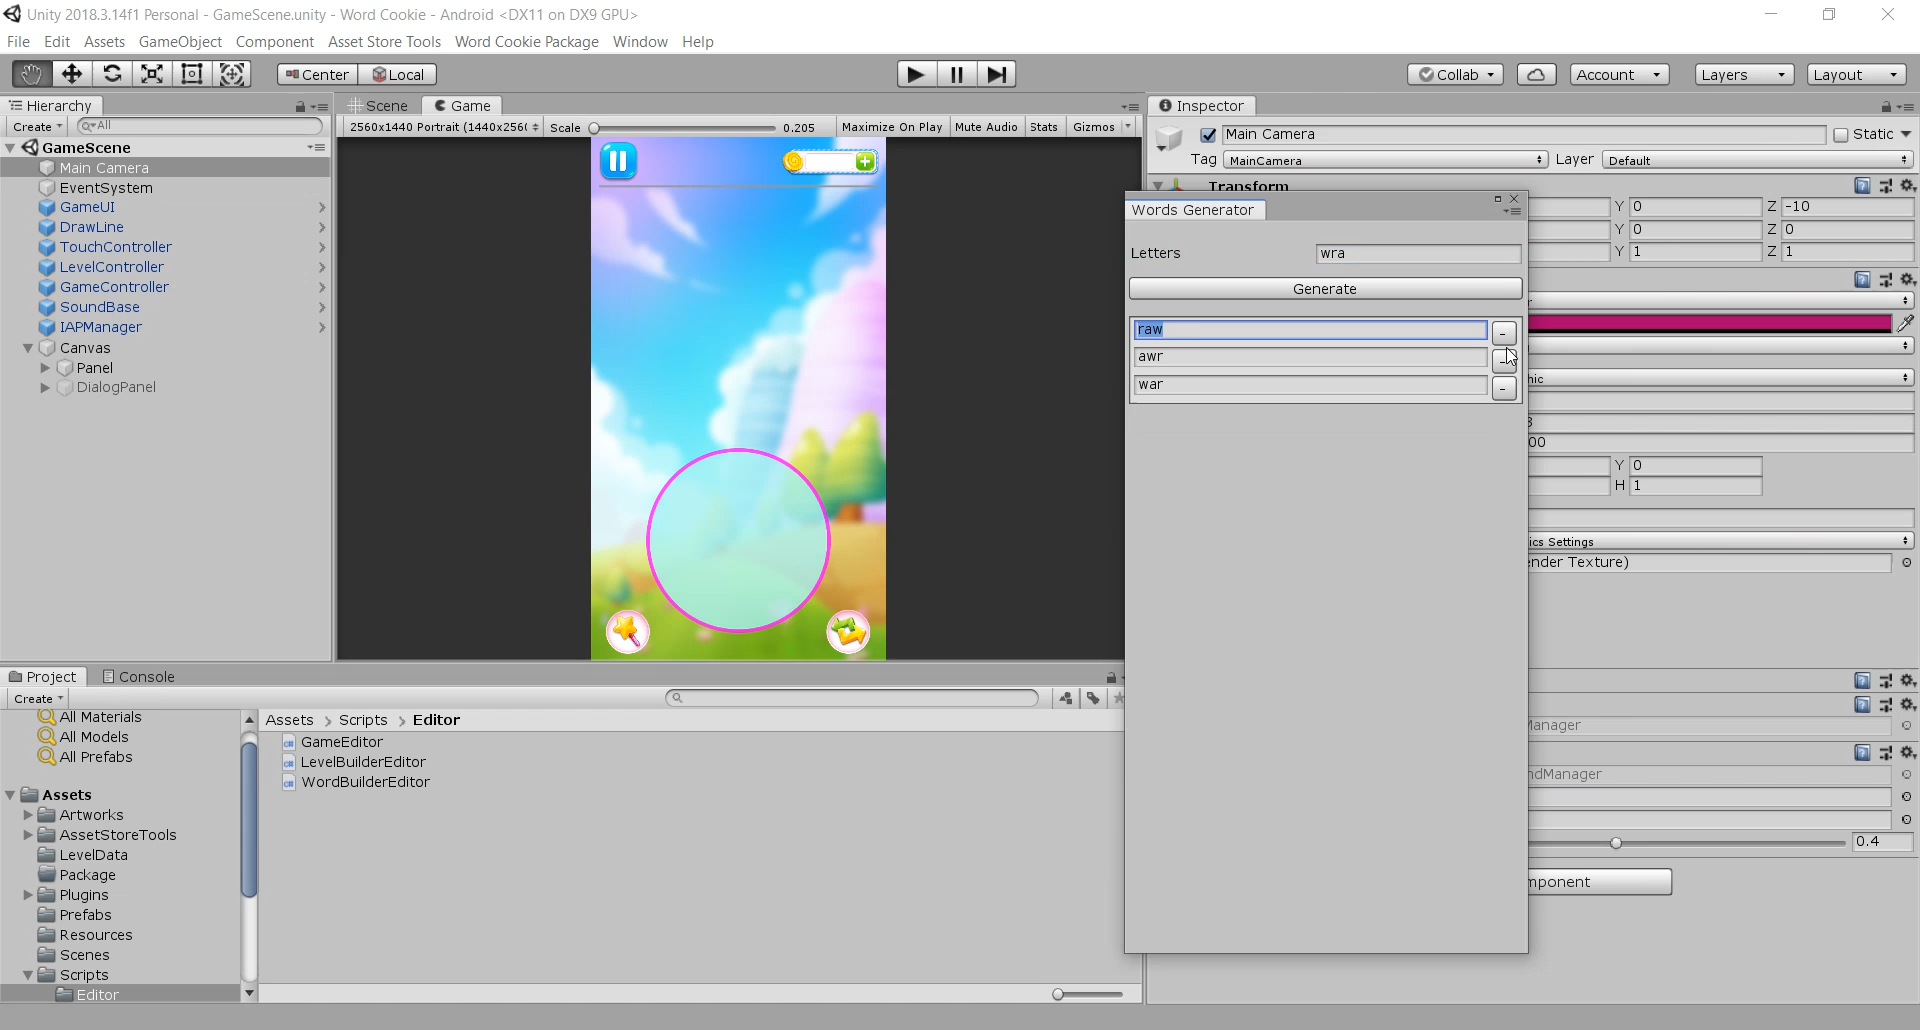 Unity 2018.3.14f1 Personal - GameScene.unity - Word Cookie - Android <DX11 on DX9 GPU>
File Edit Assets GameObject Component Asset Store Tools Word Cookie Package Window Help
Center Local Collab Account Layers Layout
Hierarchy Scene Game Inspector
Create All 2560x1440 Portrait (1440x256( Scale 0.205 Maximize On Play Mute Audio Stats Gizmos
Main Camera Static
Tag MainCamera Layer Default
GameScene
Main Camera
EventSystem
GameUI
DrawLine
TouchController
LevelController
GameController
SoundBase
IAPManager
Canvas
Panel
DialogPanel
Transform
Y 0 Z -10
Y 0 Z 0
Y 1 Z 1
Words Generator
Letters wra
Generate
raw -
awr -
war -
hic
3
00
Y 0
H 1
ics Settings
ender Texture)
Manager
ndManager
0.4
mponent
Project Console
Create
All Materials
All Models
All Prefabs
Assets
Artworks
AssetStoreTools
LevelData
Package
Plugins
Prefabs
Resources
Scenes
Scripts
Editor
Assets > Scripts > Editor
GameEditor
LevelBuilderEditor
WordBuilderEditor